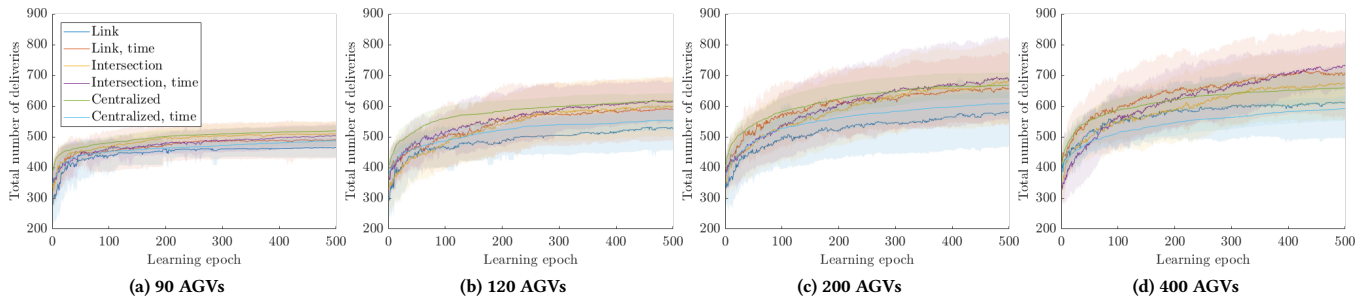 900
800
700
600
500
400
300
200
Total number of deliveries
Link
Link, time
Intersection
Intersection, time
Centralized
Centralized, time
0 100 200 300 400 500
Learning epoch
(a) 90 AGVs
900
800
700
600
500
400
300
200
Total number of deliveries
0 100 200 300 400 500
Learning epoch
(b) 120 AGVs
900
800
700
600
500
400
300
200
Total number of deliveries
0 100 200 300 400 500
Learning epoch
(c) 200 AGVs
900
800
700
600
500
400
300
200
Total number of deliveries
0 100 200 300 400 500
Learning epoch
(d) 400 AGVs